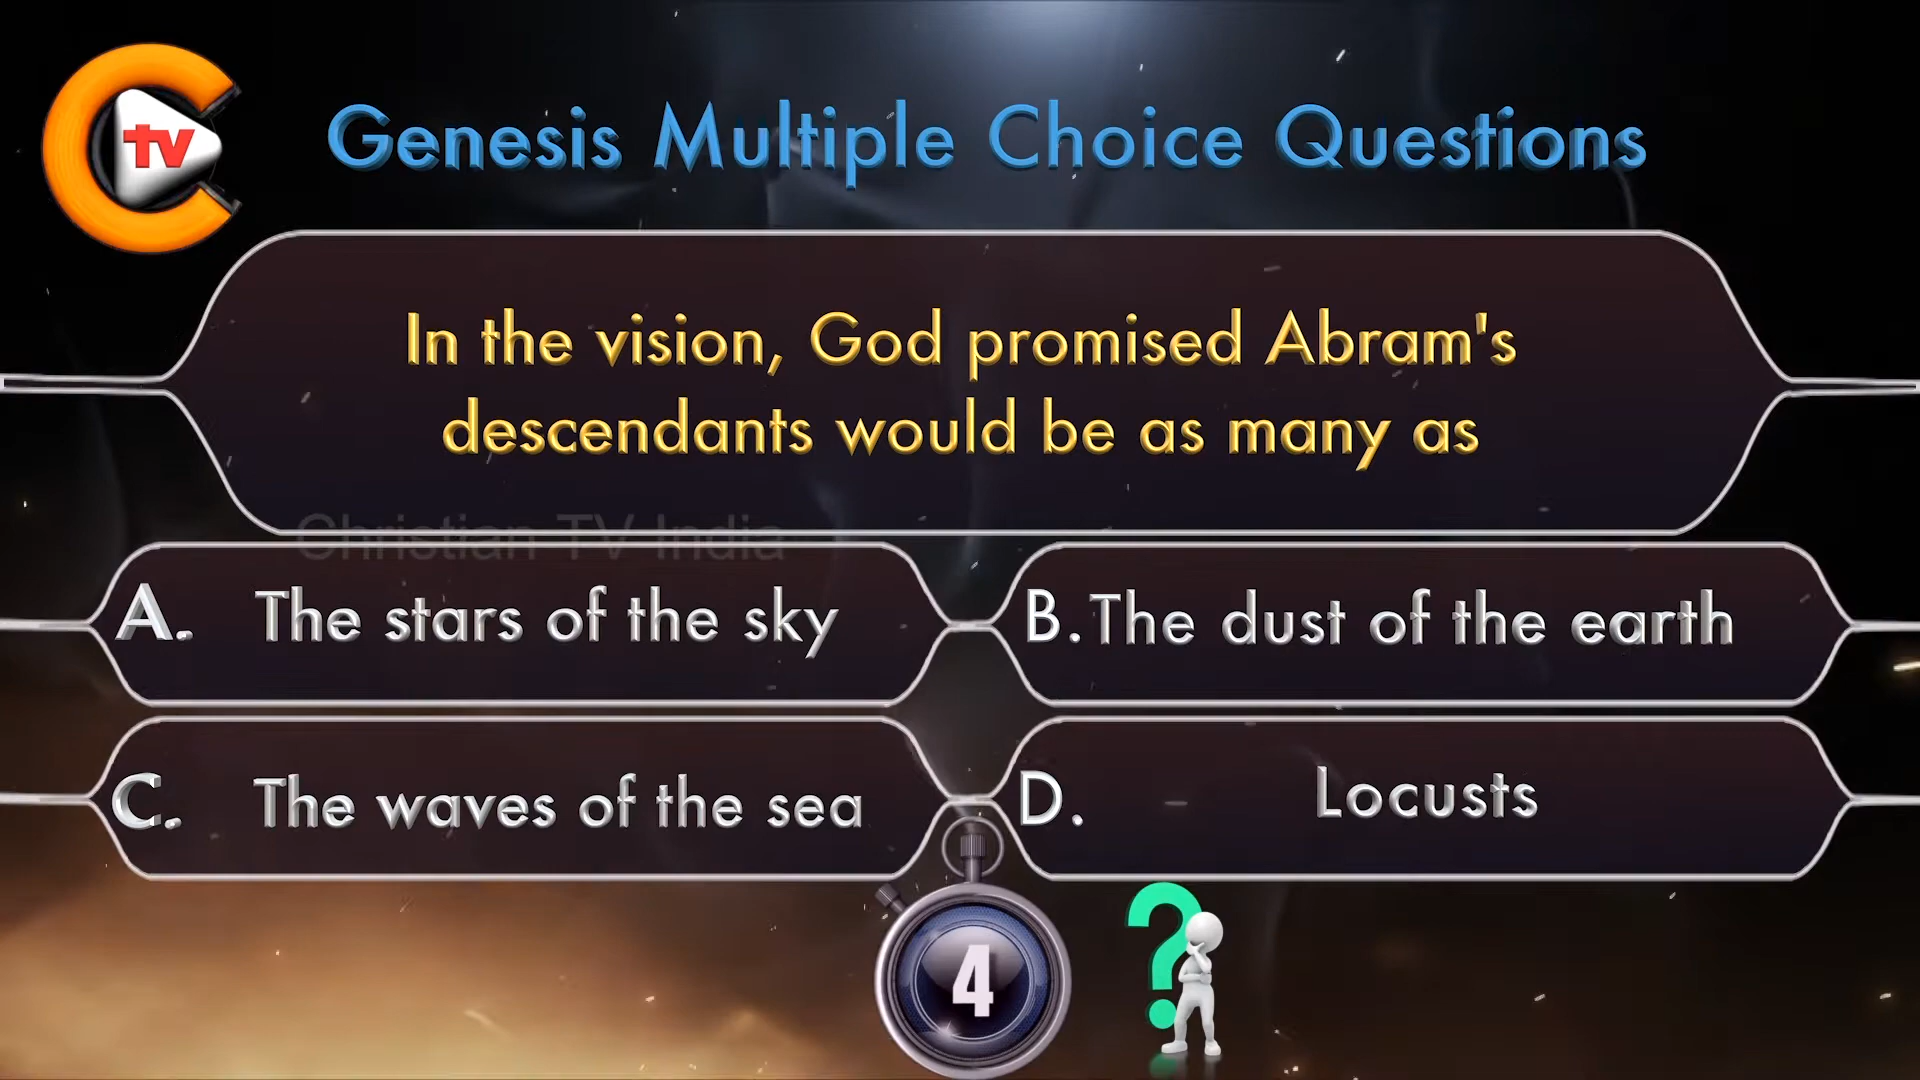 tv
Genesis Multiple Choice Questions
In the vision, God promised Abram's
descendants would be as many as
Christian TV India
A. The stars of the sky
B. The dust of the earth
C. The waves of the sea
D. Locusts
4
?